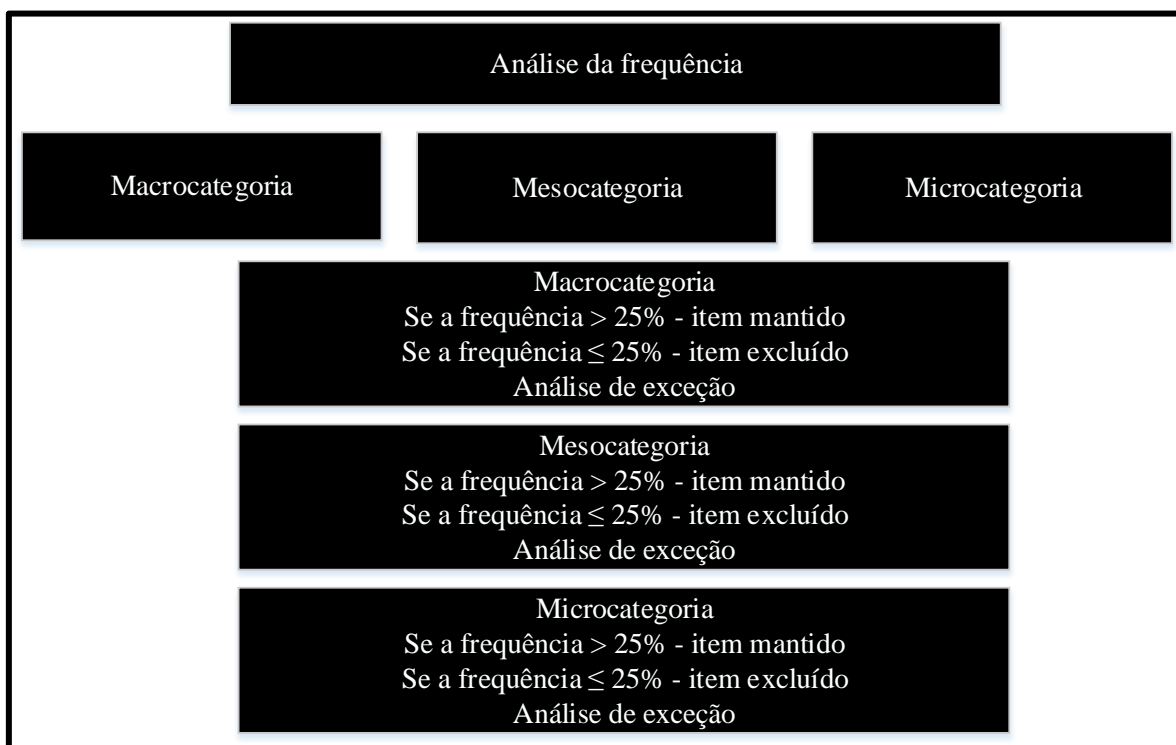 Análise da frequência
Macrocategoria
Mesocategoria
Microcategoria
Macrocategoria
Se a frequência > 25% - item mantido
Se a frequência ≤ 25% - item excluído
Análise de exceção
Mesocategoria
Se a frequência > 25% - item mantido
Se a frequência ≤ 25% - item excluído
Análise de exceção
Microcategoria
Se a frequência > 25% - item mantido
Se a frequência ≤ 25% - item excluído
Análise de exceção